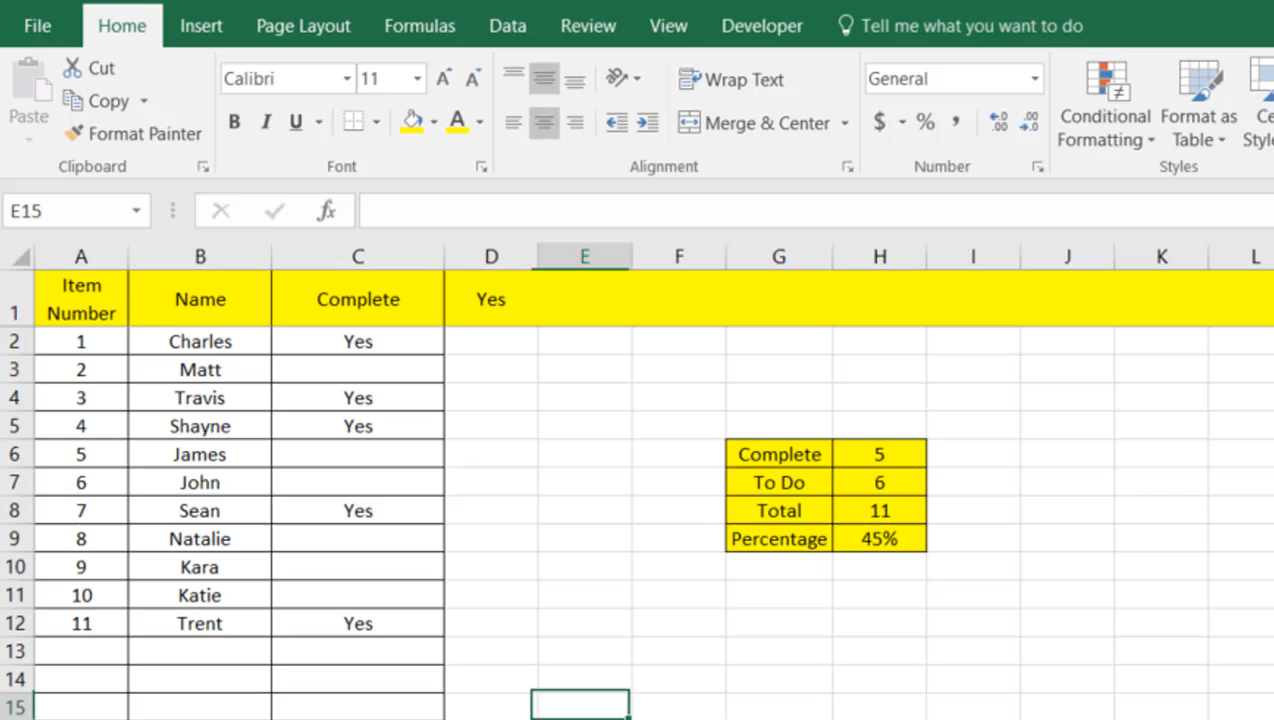 File Home Insert Page Layout Formulas Data Review View Developer Tell me what you want to do
Cut
Copy
Format Painter
Paste
Clipboard
Calibri 11
B I U A
Font
Wrap Text
Merge & Center
Alignment
General
$ % ,
Number
Conditional Formatting
Format as Table
Styles
E15 fx
A B C D E F G H I J K L
1 Item Number Name Complete Yes
2 1 Charles Yes
3 2 Matt
4 3 Travis Yes
5 4 Shayne Yes
6 5 James Complete 5
7 6 John To Do 6
8 7 Sean Yes Total 11
9 8 Natalie Percentage 45%
10 9 Kara
11 10 Katie
12 11 Trent Yes
13
14
15